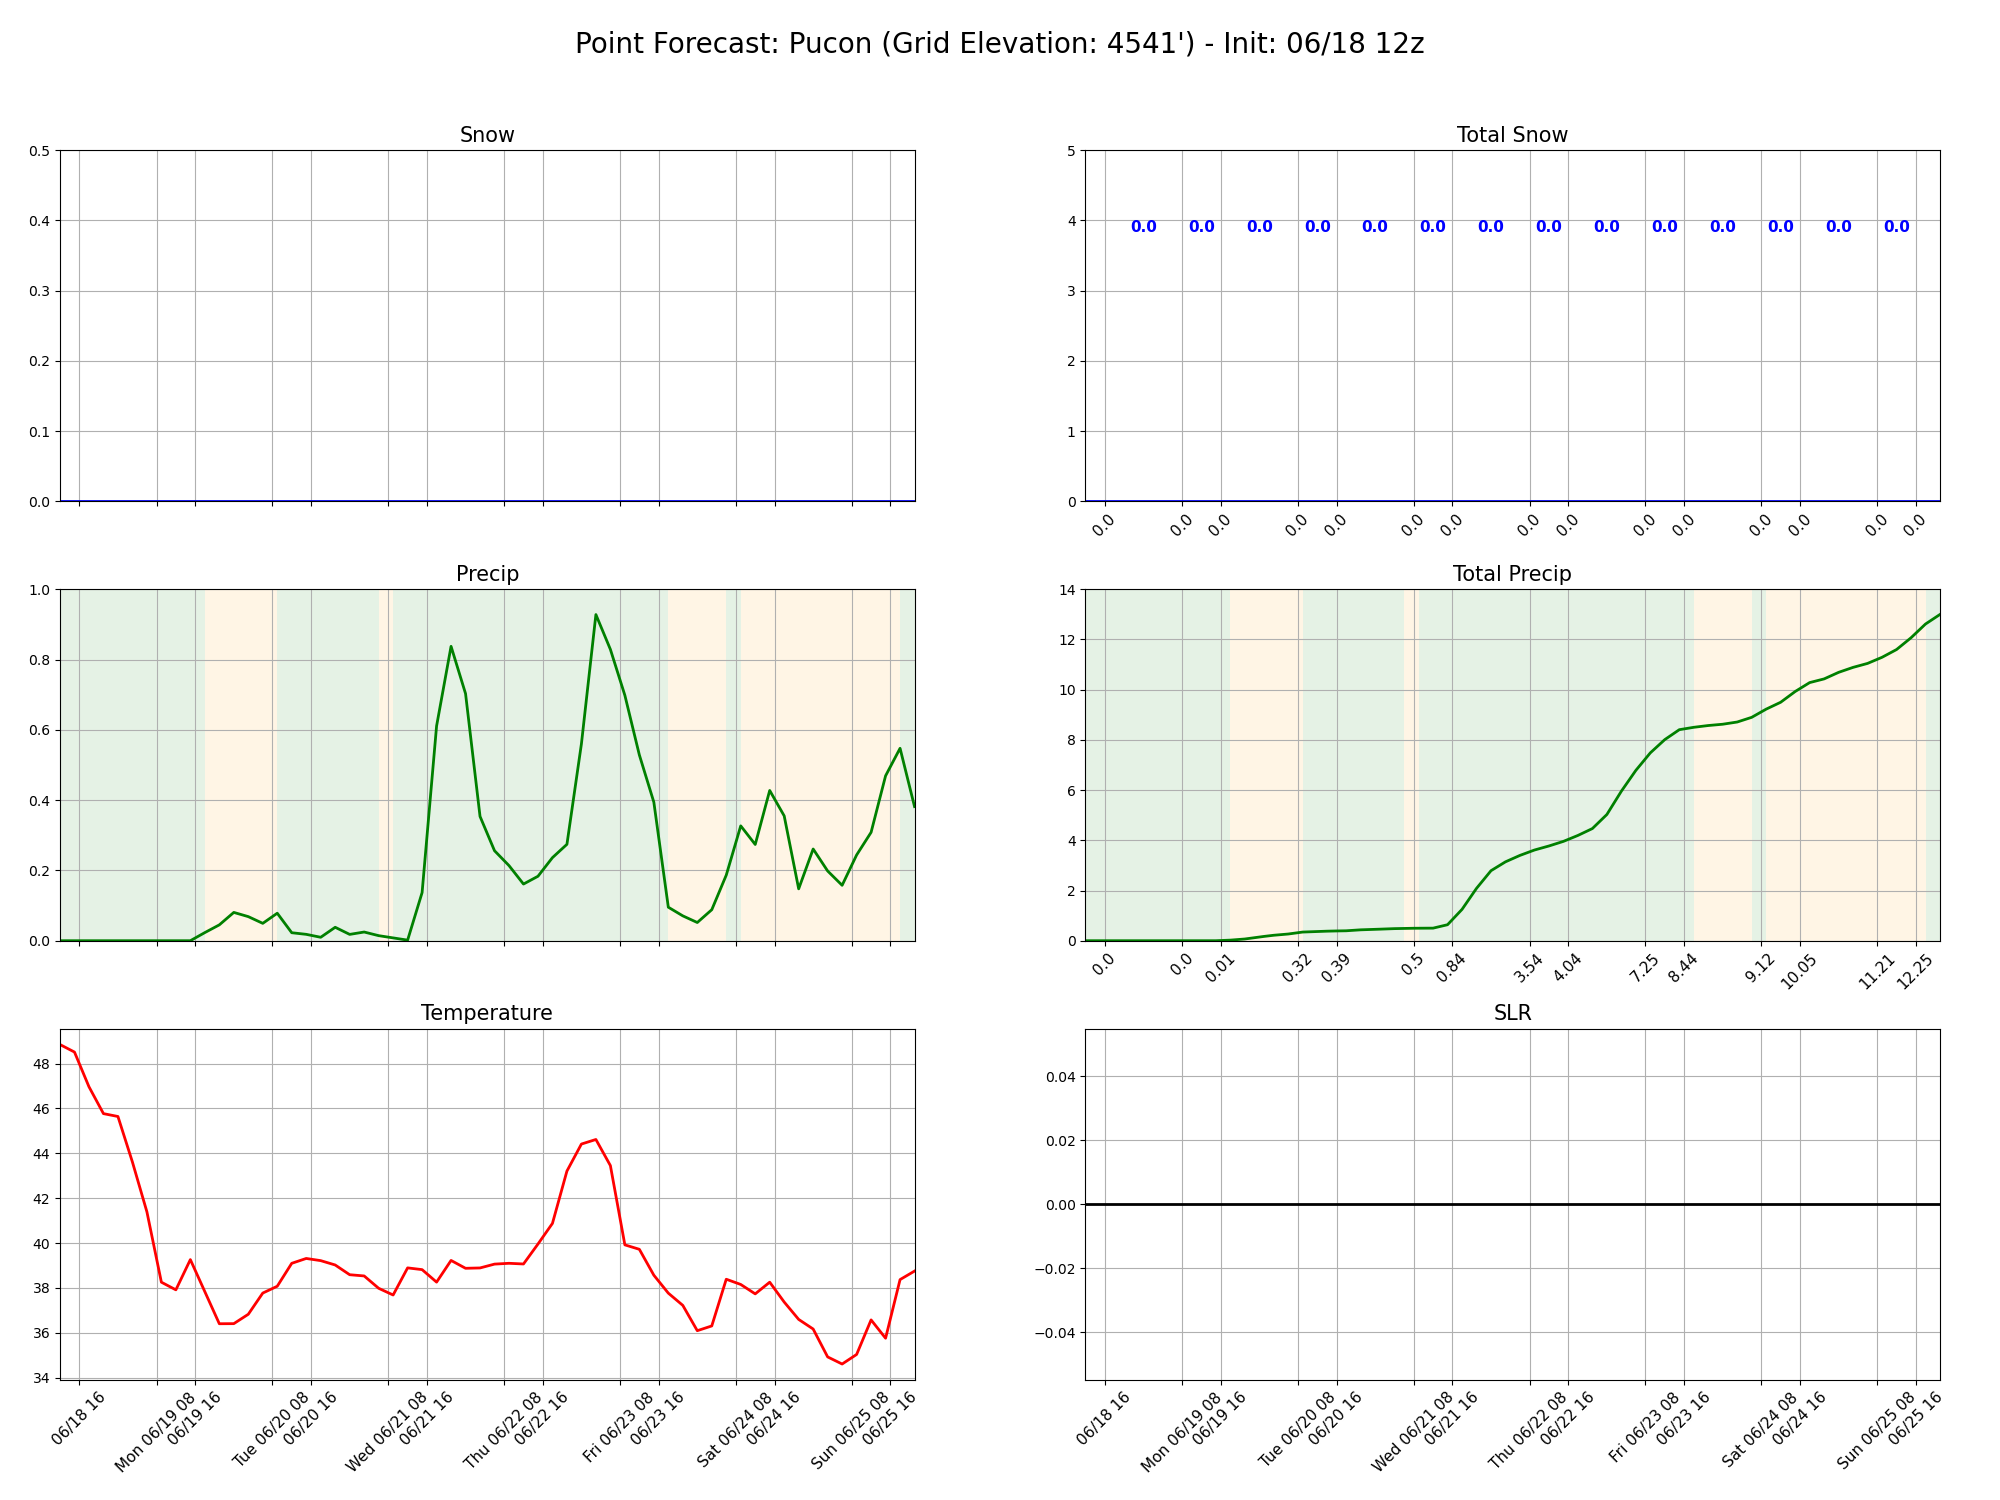 Point Forecast: Pucon (Grid Elevation: 4541') - Init: 06/18 12z
Snow
0.5
0.4
0.3
0.2
0.1
0.0
Total Snow
5
4
3
2
1
0
0.0 0.0 0.0 0.0 0.0 0.0 0.0 0.0 0.0 0.0 0.0 0.0 0.0 0.0
0.0 0.0 0.0 0.0 0.0 0.0 0.0 0.0 0.0 0.0 0.0 0.0 0.0 0.0 0.0
Precip
1.0
0.8
0.6
0.4
0.2
0.0
Total Precip
14
12
10
8
6
4
2
0
0.0 0.0 0.01 0.32 0.39 0.5 0.84 3.54 4.04 7.25 8.44 9.12 10.05 11.21 12.25
Temperature
48
46
44
42
40
38
36
34
06/18 16
Mon 06/19 08
06/19 16
Tue 06/20 08
06/20 16
Wed 06/21 08
06/21 16
Thu 06/22 08
06/22 16
Fri 06/23 08
06/23 16
Sat 06/24 08
06/24 16
Sun 06/25 08
06/25 16
SLR
0.04
0.02
0.00
−0.02
−0.04
06/18 16
Mon 06/19 08
06/19 16
Tue 06/20 08
06/20 16
Wed 06/21 08
06/21 16
Thu 06/22 08
06/22 16
Fri 06/23 08
06/23 16
Sat 06/24 08
06/24 16
Sun 06/25 08
06/25 16